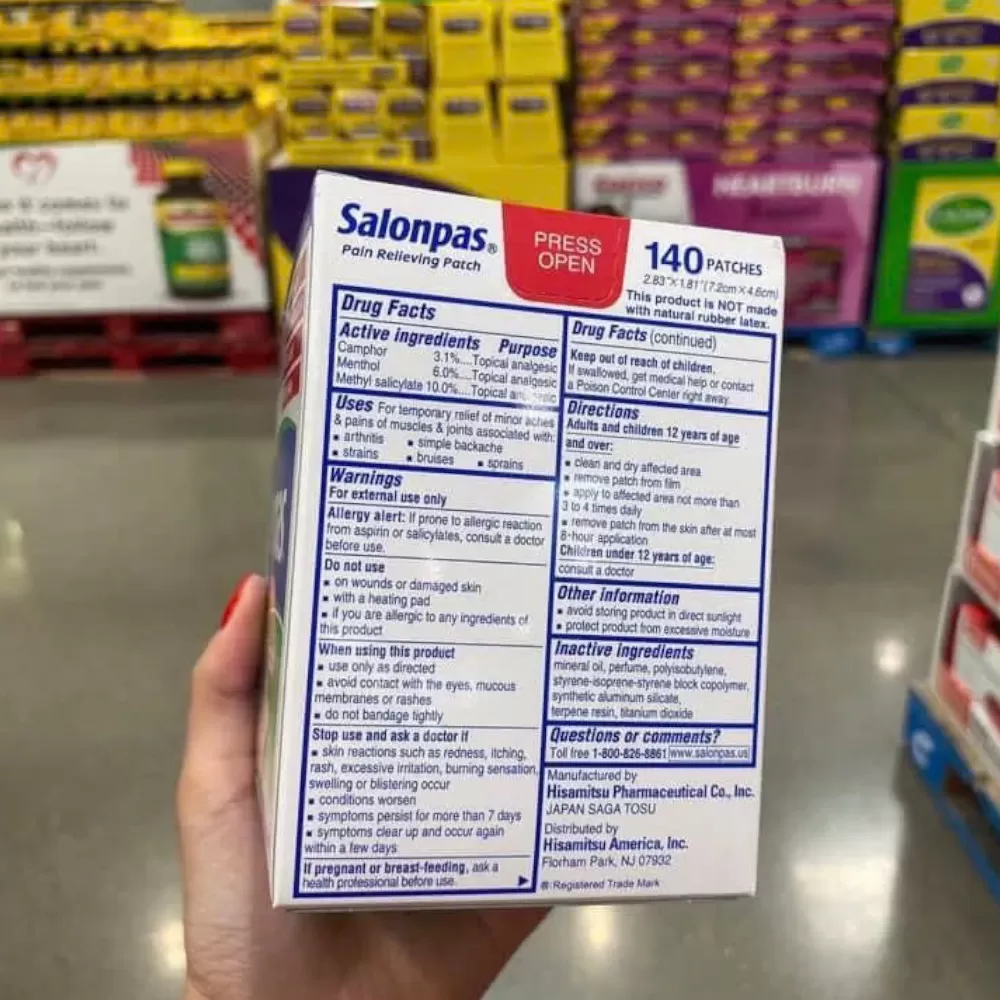 Salonpas®
Pain Relieving Patch
PRESS
OPEN
140 PATCHES
2.83"X1.81"(7.2cm X 4.6cm)
This product is NOT made
with natural rubber latex.
Drug Facts
Active ingredients Purpose
Camphor 3.1%....Topical analgesic
Menthol 6.0%....Topical analgesic
Methyl salicylate 10.0%....Topical
Uses For temporary relief of minor aches
& pains of muscles & joints associated with:
▪ arthritis ▪ simple backache
▪ strains ▪ bruises ▪ sprains
Warnings
For external use only
Allergy alert: If prone to allergic reaction
from aspirin or salicylates, consult a doctor
before use.
Do not use
▪ on wounds or damaged skin
▪ with a heating pad
▪ if you are allergic to any ingredients of
this product
When using this product
▪ use only as directed
▪ avoid contact with the eyes, mucous
membranes or rashes
▪ do not bandage tightly
Stop use and ask a doctor if
▪ skin reactions such as redness, itching,
rash, excessive irritation, burning sensation,
swelling or blistering occur
▪ conditions worsen
▪ symptoms persist for more than 7 days
▪ symptoms clear up and occur again
within a few days
If pregnant or breast-feeding, ask a
health professional before use.
Drug Facts (continued)
Keep out of reach of children.
If swallowed, get medical help or contact
a Poison Control Center right away.
Directions
Adults and children 12 years of age
and over:
▪ clean and dry affected area
▪ remove patch from film
▪ apply to affected area not more than
3 to 4 times daily
▪ remove patch from the skin after at most
8-hour application
Children under 12 years of age:
consult a doctor
Other information
▪ avoid storing product in direct sunlight
▪ protect product from excessive moisture
Inactive ingredients
mineral oil, perfume, polyisobutylene,
styrene-isoprene-styrene block copolymer,
synthetic aluminum silicate,
terpene resin, titanium dioxide
Questions or comments?
Toll free 1-800-826-8861 www.salonpas.us
Manufactured by
Hisamitsu Pharmaceutical Co., Inc.
JAPAN SAGA TOSU
Distributed by
Hisamitsu America, Inc.
Florham Park, NJ 07932
®:Registered Trade Mark
HEARTBURN
your heart.